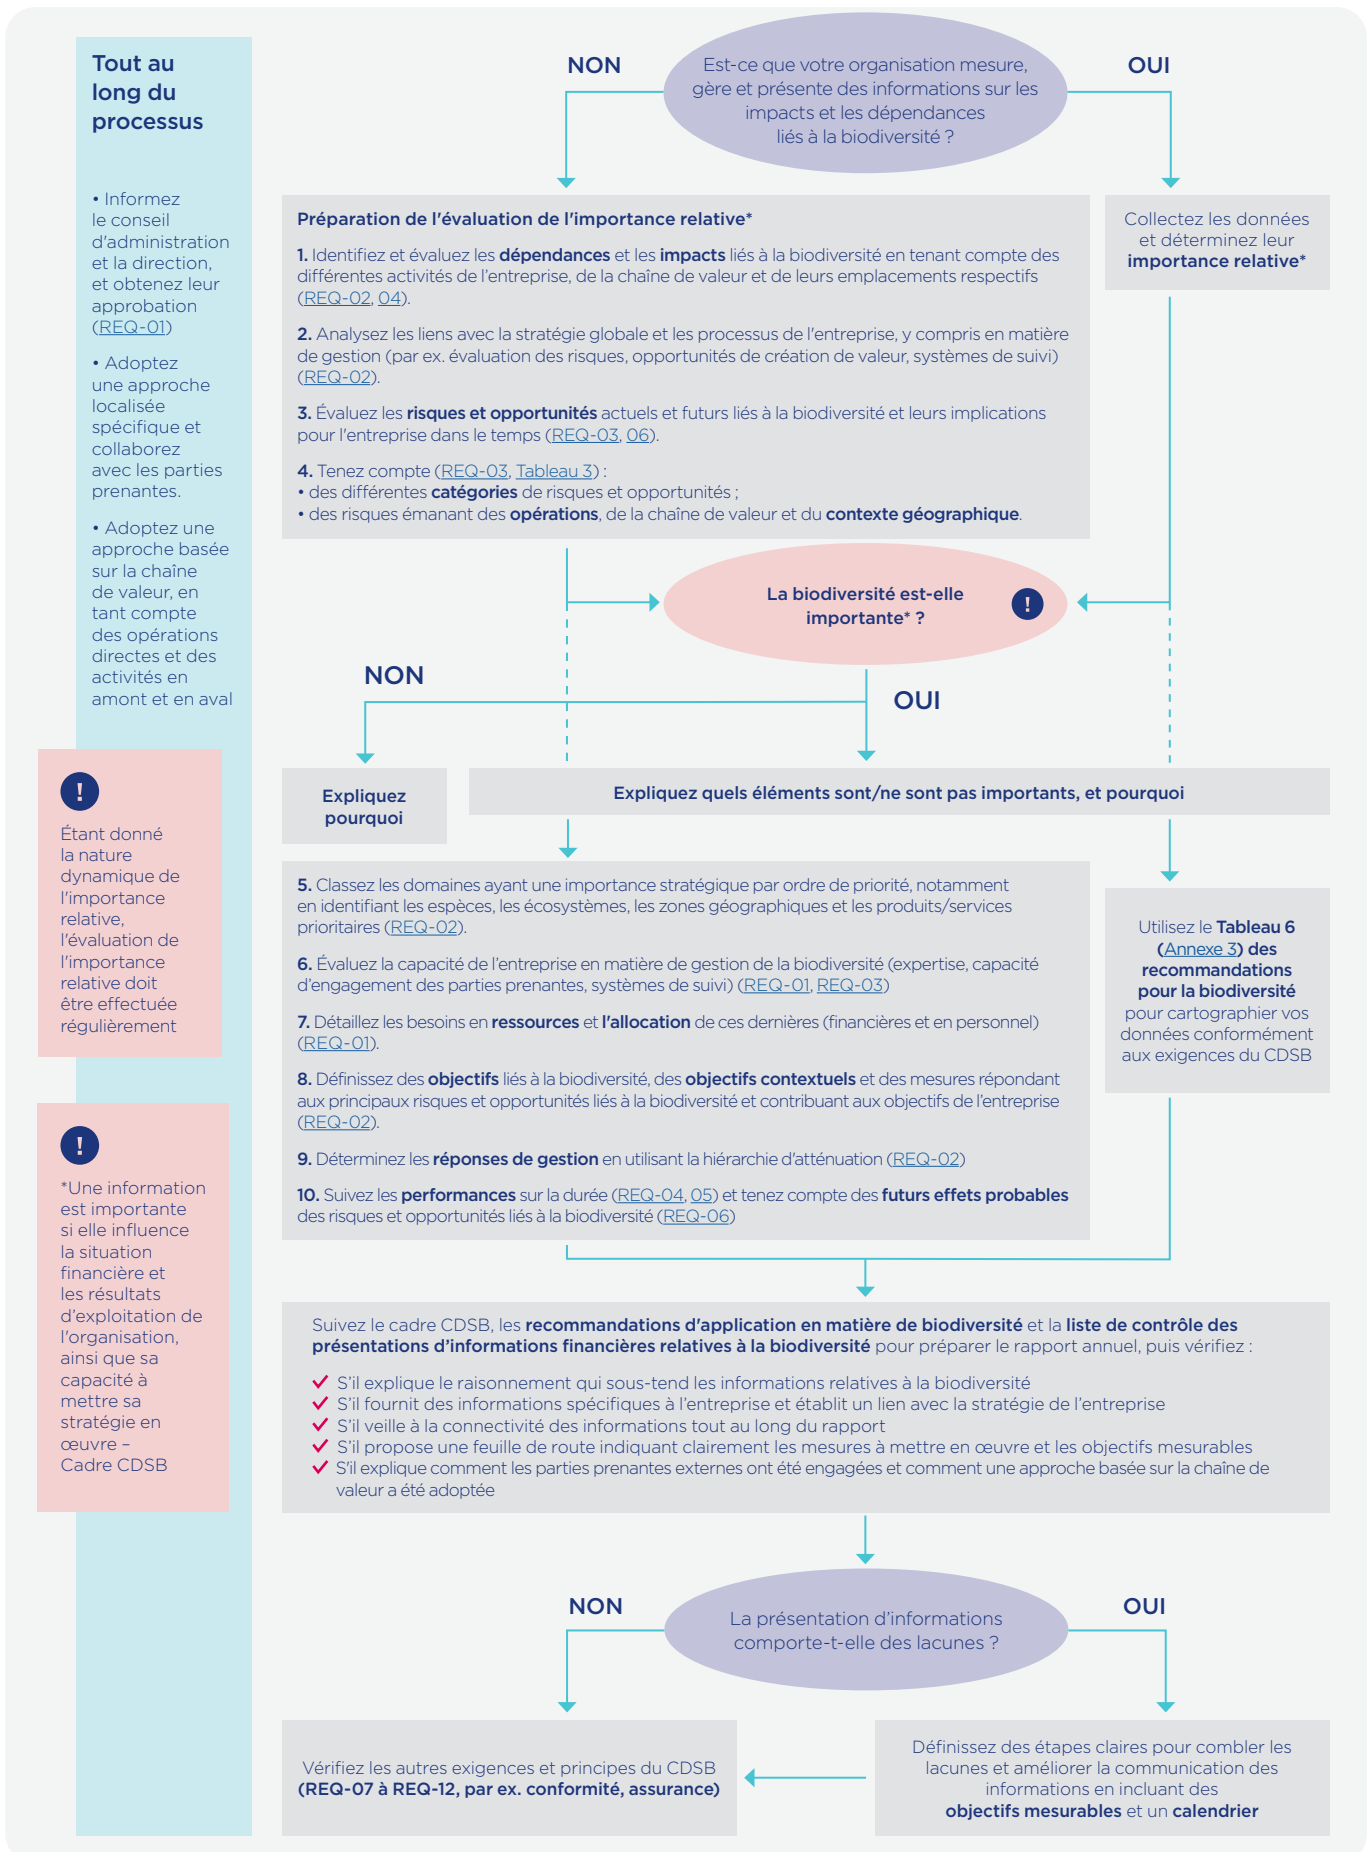 Tout au
long du
processus
• Informez
le conseil
d'administration
et la direction,
et obtenez leur
approbation
(REQ-01)
• Adoptez
une approche
localisée
spécifique et
collaborez
avec les parties
prenantes.
• Adoptez une
approche basée
sur la chaîne
de valeur, en
tant compte
des opérations
directes et des
activités en
amont et en aval
!
Étant donné
la nature
dynamique de
l'importance
relative,
l'évaluation de
l'importance
relative doit
être effectuée
régulièrement
!
*Une information
est importante
si elle influence
la situation
financière et
les résultats
d’exploitation de
l'organisation,
ainsi que sa
capacité à
mettre sa
stratégie en
œuvre –
Cadre CDSB
NON
Est-ce que votre organisation mesure,
gère et présente des informations sur les
impacts et les dépendances
liés à la biodiversité ?
OUI
Préparation de l'évaluation de l'importance relative*
1. Identifiez et évaluez les dépendances et les impacts liés à la biodiversité en tenant compte des
différentes activités de l’entreprise, de la chaîne de valeur et de leurs emplacements respectifs
(REQ-02, 04).
2. Analysez les liens avec la stratégie globale et les processus de l'entreprise, y compris en matière
de gestion (par ex. évaluation des risques, opportunités de création de valeur, systèmes de suivi)
(REQ-02).
3. Évaluez les risques et opportunités actuels et futurs liés à la biodiversité et leurs implications
pour l'entreprise dans le temps (REQ-03, 06).
4. Tenez compte (REQ-03, Tableau 3) :
• des différentes catégories de risques et opportunités ;
• des risques émanant des opérations, de la chaîne de valeur et du contexte géographique.
Collectez les données
et déterminez leur
importance relative*
La biodiversité est-elle
importante* ?
!
NON
OUI
Expliquez
pourquoi
Expliquez quels éléments sont/ne sont pas importants, et pourquoi
5. Classez les domaines ayant une importance stratégique par ordre de priorité, notamment
en identifiant les espèces, les écosystèmes, les zones géographiques et les produits/services
prioritaires (REQ-02).
6. Évaluez la capacité de l’entreprise en matière de gestion de la biodiversité (expertise, capacité
d’engagement des parties prenantes, systèmes de suivi) (REQ-01, REQ-03)
7. Détaillez les besoins en ressources et l'allocation de ces dernières (financières et en personnel)
(REQ-01).
8. Définissez des objectifs liés à la biodiversité, des objectifs contextuels et des mesures répondant
aux principaux risques et opportunités liés à la biodiversité et contribuant aux objectifs de l’entreprise
(REQ-02).
9. Déterminez les réponses de gestion en utilisant la hiérarchie d'atténuation (REQ-02)
10. Suivez les performances sur la durée (REQ-04, 05) et tenez compte des futurs effets probables
des risques et opportunités liés à la biodiversité (REQ-06)
Utilisez le Tableau 6
(Annexe 3) des
recommandations
pour la biodiversité
pour cartographier vos
données conformément
aux exigences du CDSB
Suivez le cadre CDSB, les recommandations d'application en matière de biodiversité et la liste de contrôle des
présentations d’informations financières relatives à la biodiversité pour préparer le rapport annuel, puis vérifiez :
S’il explique le raisonnement qui sous-tend les informations relatives à la biodiversité
S’il fournit des informations spécifiques à l’entreprise et établit un lien avec la stratégie de l’entreprise
S’il veille à la connectivité des informations tout au long du rapport
S’il propose une feuille de route indiquant clairement les mesures à mettre en œuvre et les objectifs mesurables
S'il explique comment les parties prenantes externes ont été engagées et comment une approche basée sur la chaîne de
valeur a été adoptée
NON
La présentation d’informations
comporte-t-elle des lacunes ?
OUI
Vérifiez les autres exigences et principes du CDSB
(REQ-07 à REQ-12, par ex. conformité, assurance)
Définissez des étapes claires pour combler les
lacunes et améliorer la communication des
informations en incluant des
objectifs mesurables et un calendrier